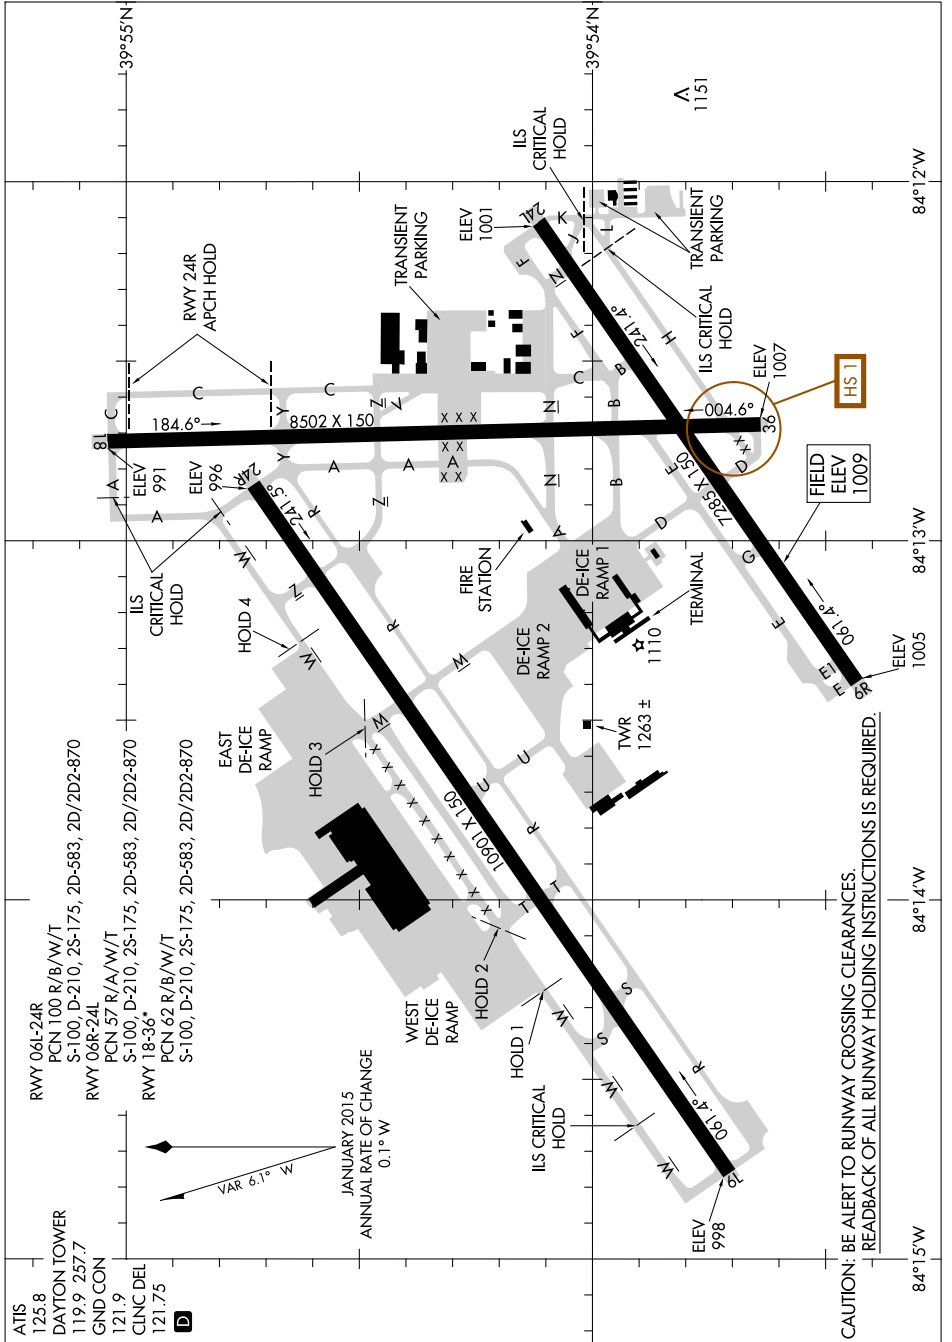 ATIS
125.8
DAYTON TOWER
119.9 257.7
GND CON
121.9
CLNC DEL
121.75
D
RWY 06L-24R
PCN 100 R/B/W/T
S-100, D-210, 2S-175, 2D-583, 2D/2D2-870
RWY 06R-24L
PCN 57 R/A/W/T
S-100, D-210, 2S-175, 2D-583, 2D/2D2-870
RWY 18-36*
PCN 62 R/B/W/T
S-100, D-210, 2S-175, 2D-583, 2D/2D2-870
VAR 6.1° W
JANUARY 2015
ANNUAL RATE OF CHANGE
0.1° W
39°55'N
39°54'N
84°12'W
84°13'W
84°14'W
84°15'W
RWY 24R
APCH HOLD
TRANSIENT
PARKING
ELEV
1001
24L
ILS
CRITICAL
HOLD
1151
K
J
L
F
N
TRANSIENT
PARKING
ILS CRITICAL
HOLD
F
H
241.4°
B
C
C
C
C
Y
Y
Z
Z
18
184.6°
8502 X 150
X X X
X X
X X
N
B
A
ELEV
991
ELEV
996
24R
241.5°
A
A
A
A
R
Z
N
B
004.6°
36
ELEV
1007
HS 1
X X
D
E
7285 X 150
FIELD
ELEV
1009
ILS
CRITICAL
HOLD
W
Z
HOLD 4
W
FIRE
STATION
A
D
G
DE-ICE
RAMP 1
DE-ICE
RAMP 2
TERMINAL
1110
E
061.4°
E1
E
6R
ELEV
1005
EAST
DE-ICE
RAMP
HOLD 3
M
R
M
TWR
1263 ±
U
U
R
10901 X 150
X X X X X X X X X X
T
T
WEST
DE-ICE
RAMP
HOLD 2
HOLD 1
W
S
S
W
ILS CRITICAL
HOLD
R
061.4°
W
6L
ELEV
998
CAUTION: BE ALERT TO RUNWAY CROSSING CLEARANCES.
READBACK OF ALL RUNWAY HOLDING INSTRUCTIONS IS REQUIRED.